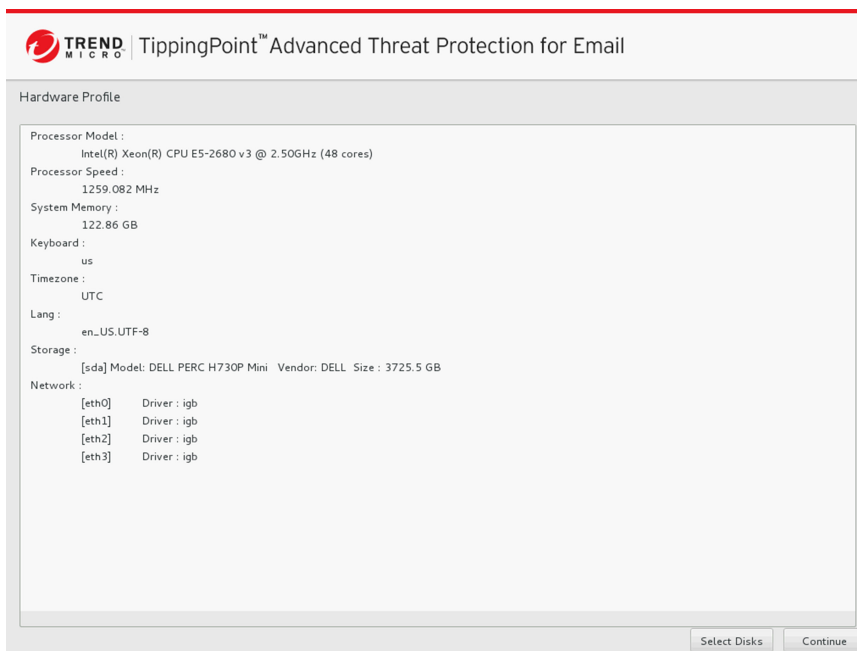 TREND MICRO TippingPoint™ Advanced Threat Protection for Email
Hardware Profile
Processor Model :
Intel(R) Xeon(R) CPU E5-2680 v3 @ 2.50GHz (48 cores)
Processor Speed :
1259.082 MHz
System Memory :
122.86 GB
Keyboard :
us
Timezone :
UTC
Lang :
en_US.UTF-8
Storage :
[sda] Model: DELL PERC H730P Mini Vendor: DELL Size : 3725.5 GB
Network :
[eth0] Driver : igb
[eth1] Driver : igb
[eth2] Driver : igb
[eth3] Driver : igb
Select Disks Continue